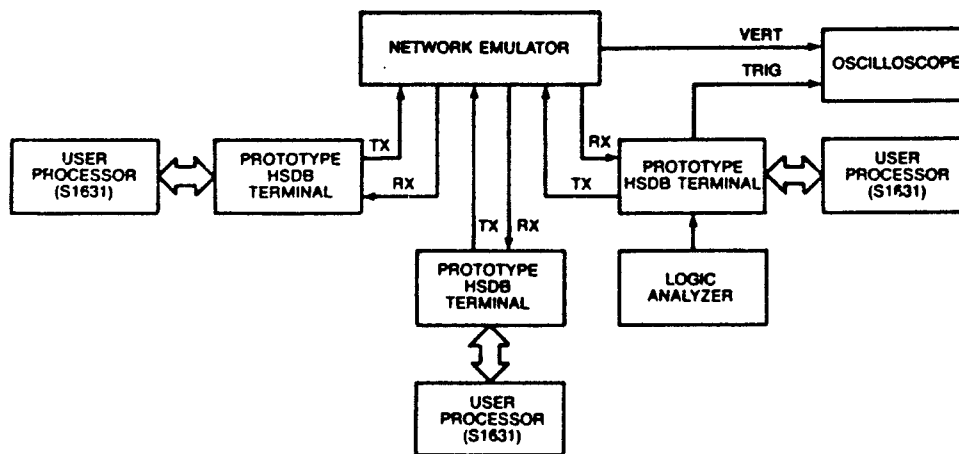 NETWORK EMULATOR
VERT
OSCILLOSCOPE
TRIG
USER
PROCESSOR
(S1631)
PROTOTYPE
HSDB
TERMINAL
TX
RX
RX
TX
PROTOTYPE
HSDB TERMINAL
USER
PROCESSOR
(S1631)
TX
RX
PROTOTYPE
HSDB
TERMINAL
LOGIC
ANALYZER
USER
PROCESSOR
(S1631)